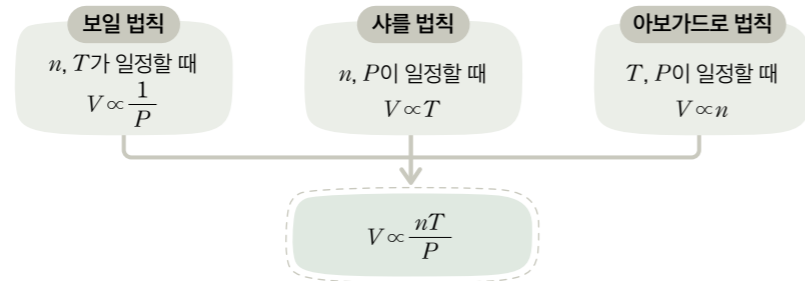 보일 법칙
n, T가 일정할 때
V∝1/P
샤를 법칙
n, P이 일정할 때
V∝T
아보가드로 법칙
T, P이 일정할 때
V∝n
V∝nT/P